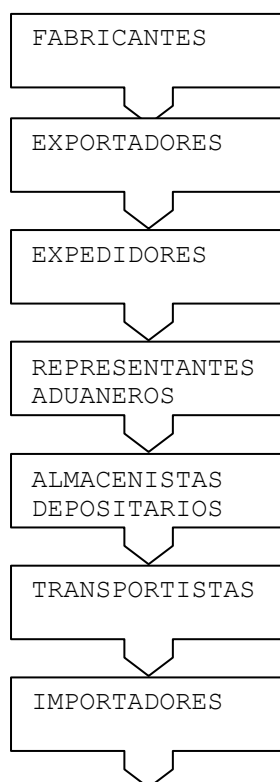 FABRICANTES
EXPORTADORES
EXPEDIDORES
REPRESENTANTES
ADUANEROS
ALMACENISTAS
DEPOSITARIOS
TRANSPORTISTAS
IMPORTADORES